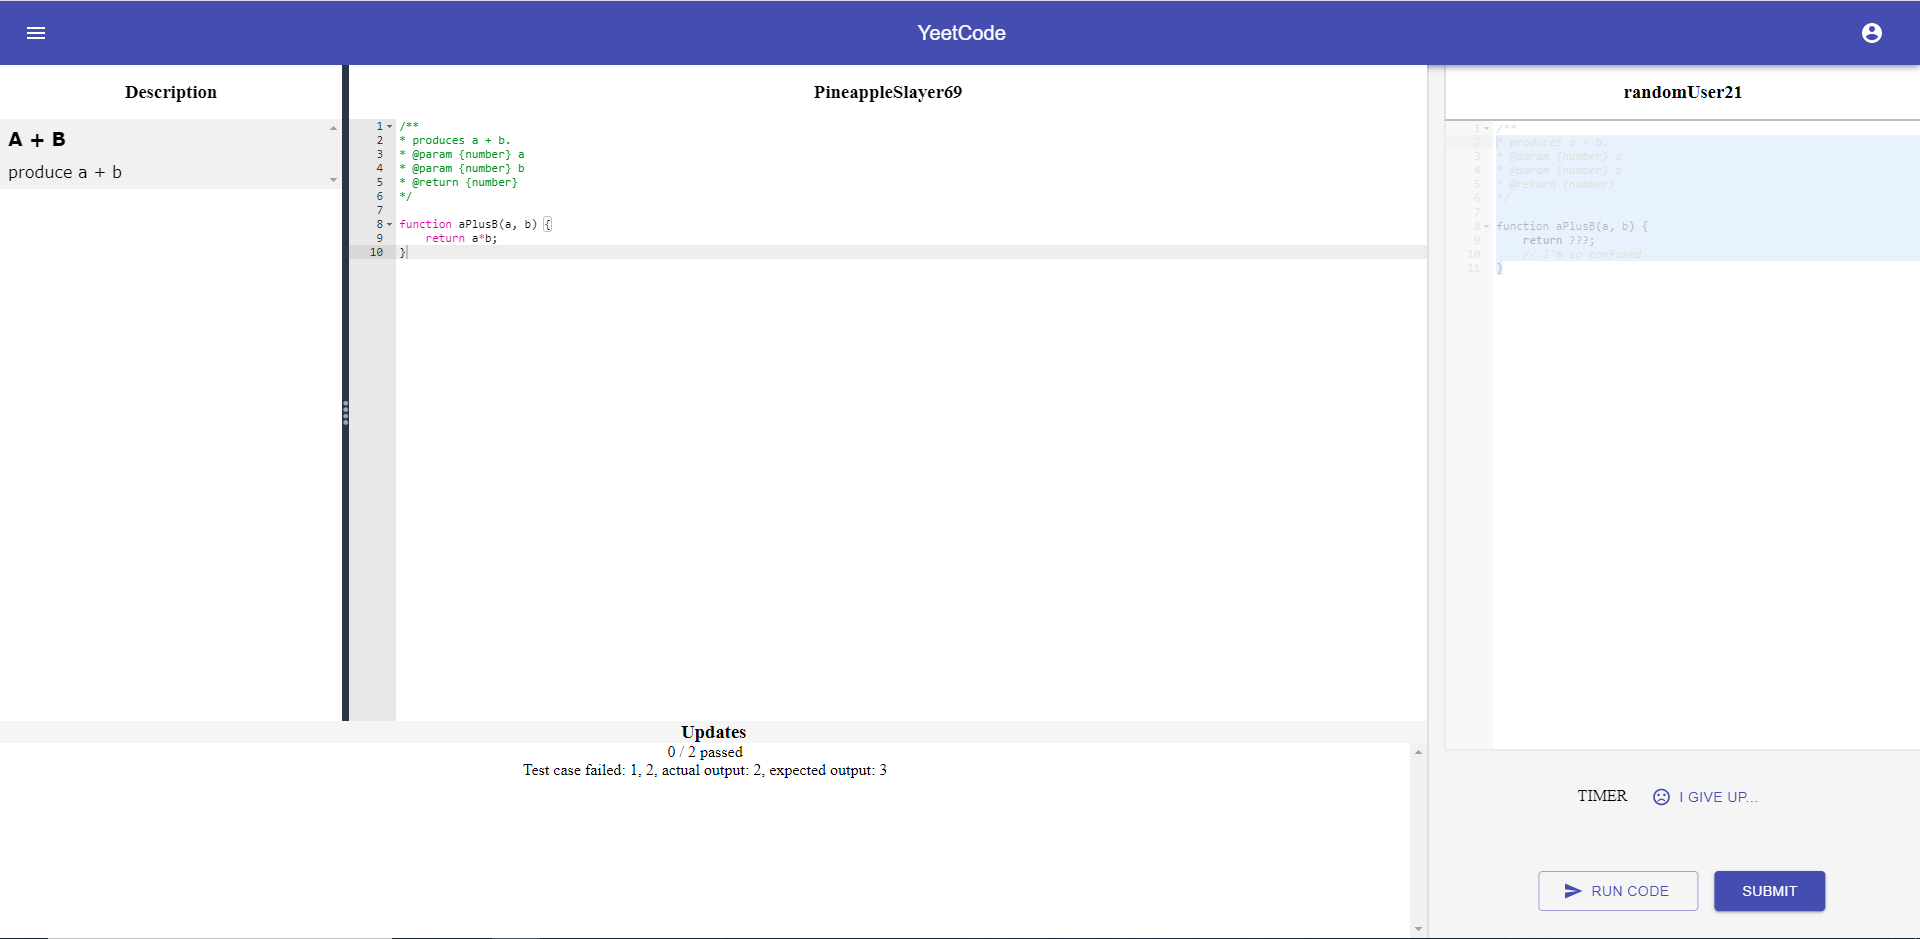 YeetCode
Description
A + B
produce a + b
PineappleSlayer69
1 /**
2 * produces a + b.
3 * @param {number} a
4 * @param {number} b
5 * @return {number}
6 */
7
8 function aPlusB(a, b) {
9     return a*b;
10 }
randomUser21
1 /**
2 * produces a + b.
3 * @param {number} a
4 * @param {number} b
5 * @return {number}
6 */
7
8 function aPlusB(a, b) {
9     return ???;
10     // I'm so confused
11 }
Updates
0 / 2 passed
Test case failed: 1, 2, actual output: 2, expected output: 3
TIMER
I GIVE UP...
RUN CODE
SUBMIT